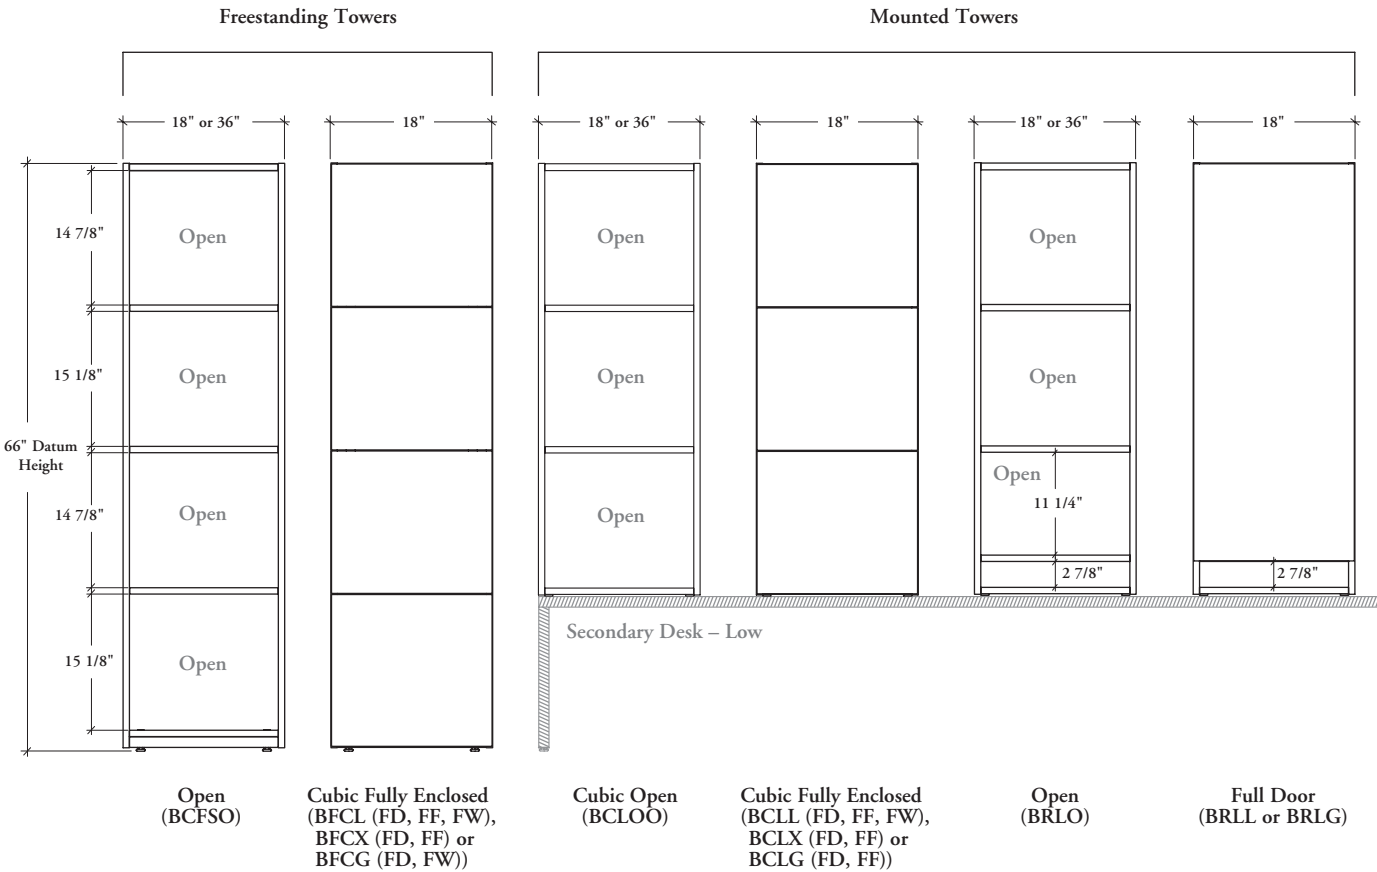 Freestanding Towers
Mounted Towers
18" or 36"
18"
18" or 36"
18"
18" or 36"
18"
14 7/8"
15 1/8"
66" Datum
Height
14 7/8"
15 1/8"
Open
Open
Open
Open
Open
Open
Open
Open
Open
Open
11 1/4"
2 7/8"
2 7/8"
Secondary Desk – Low
Open
(BCFSO)
Cubic Fully Enclosed
(BFCL (FD, FF, FW),
BFCX (FD, FF) or
BFCG (FD, FW))
Cubic Open
(BCLOO)
Cubic Fully Enclosed
(BCLL (FD, FF, FW),
BCLX (FD, FF) or
BCLG (FD, FF))
Open
(BRLO)
Full Door
(BRLL or BRLG)